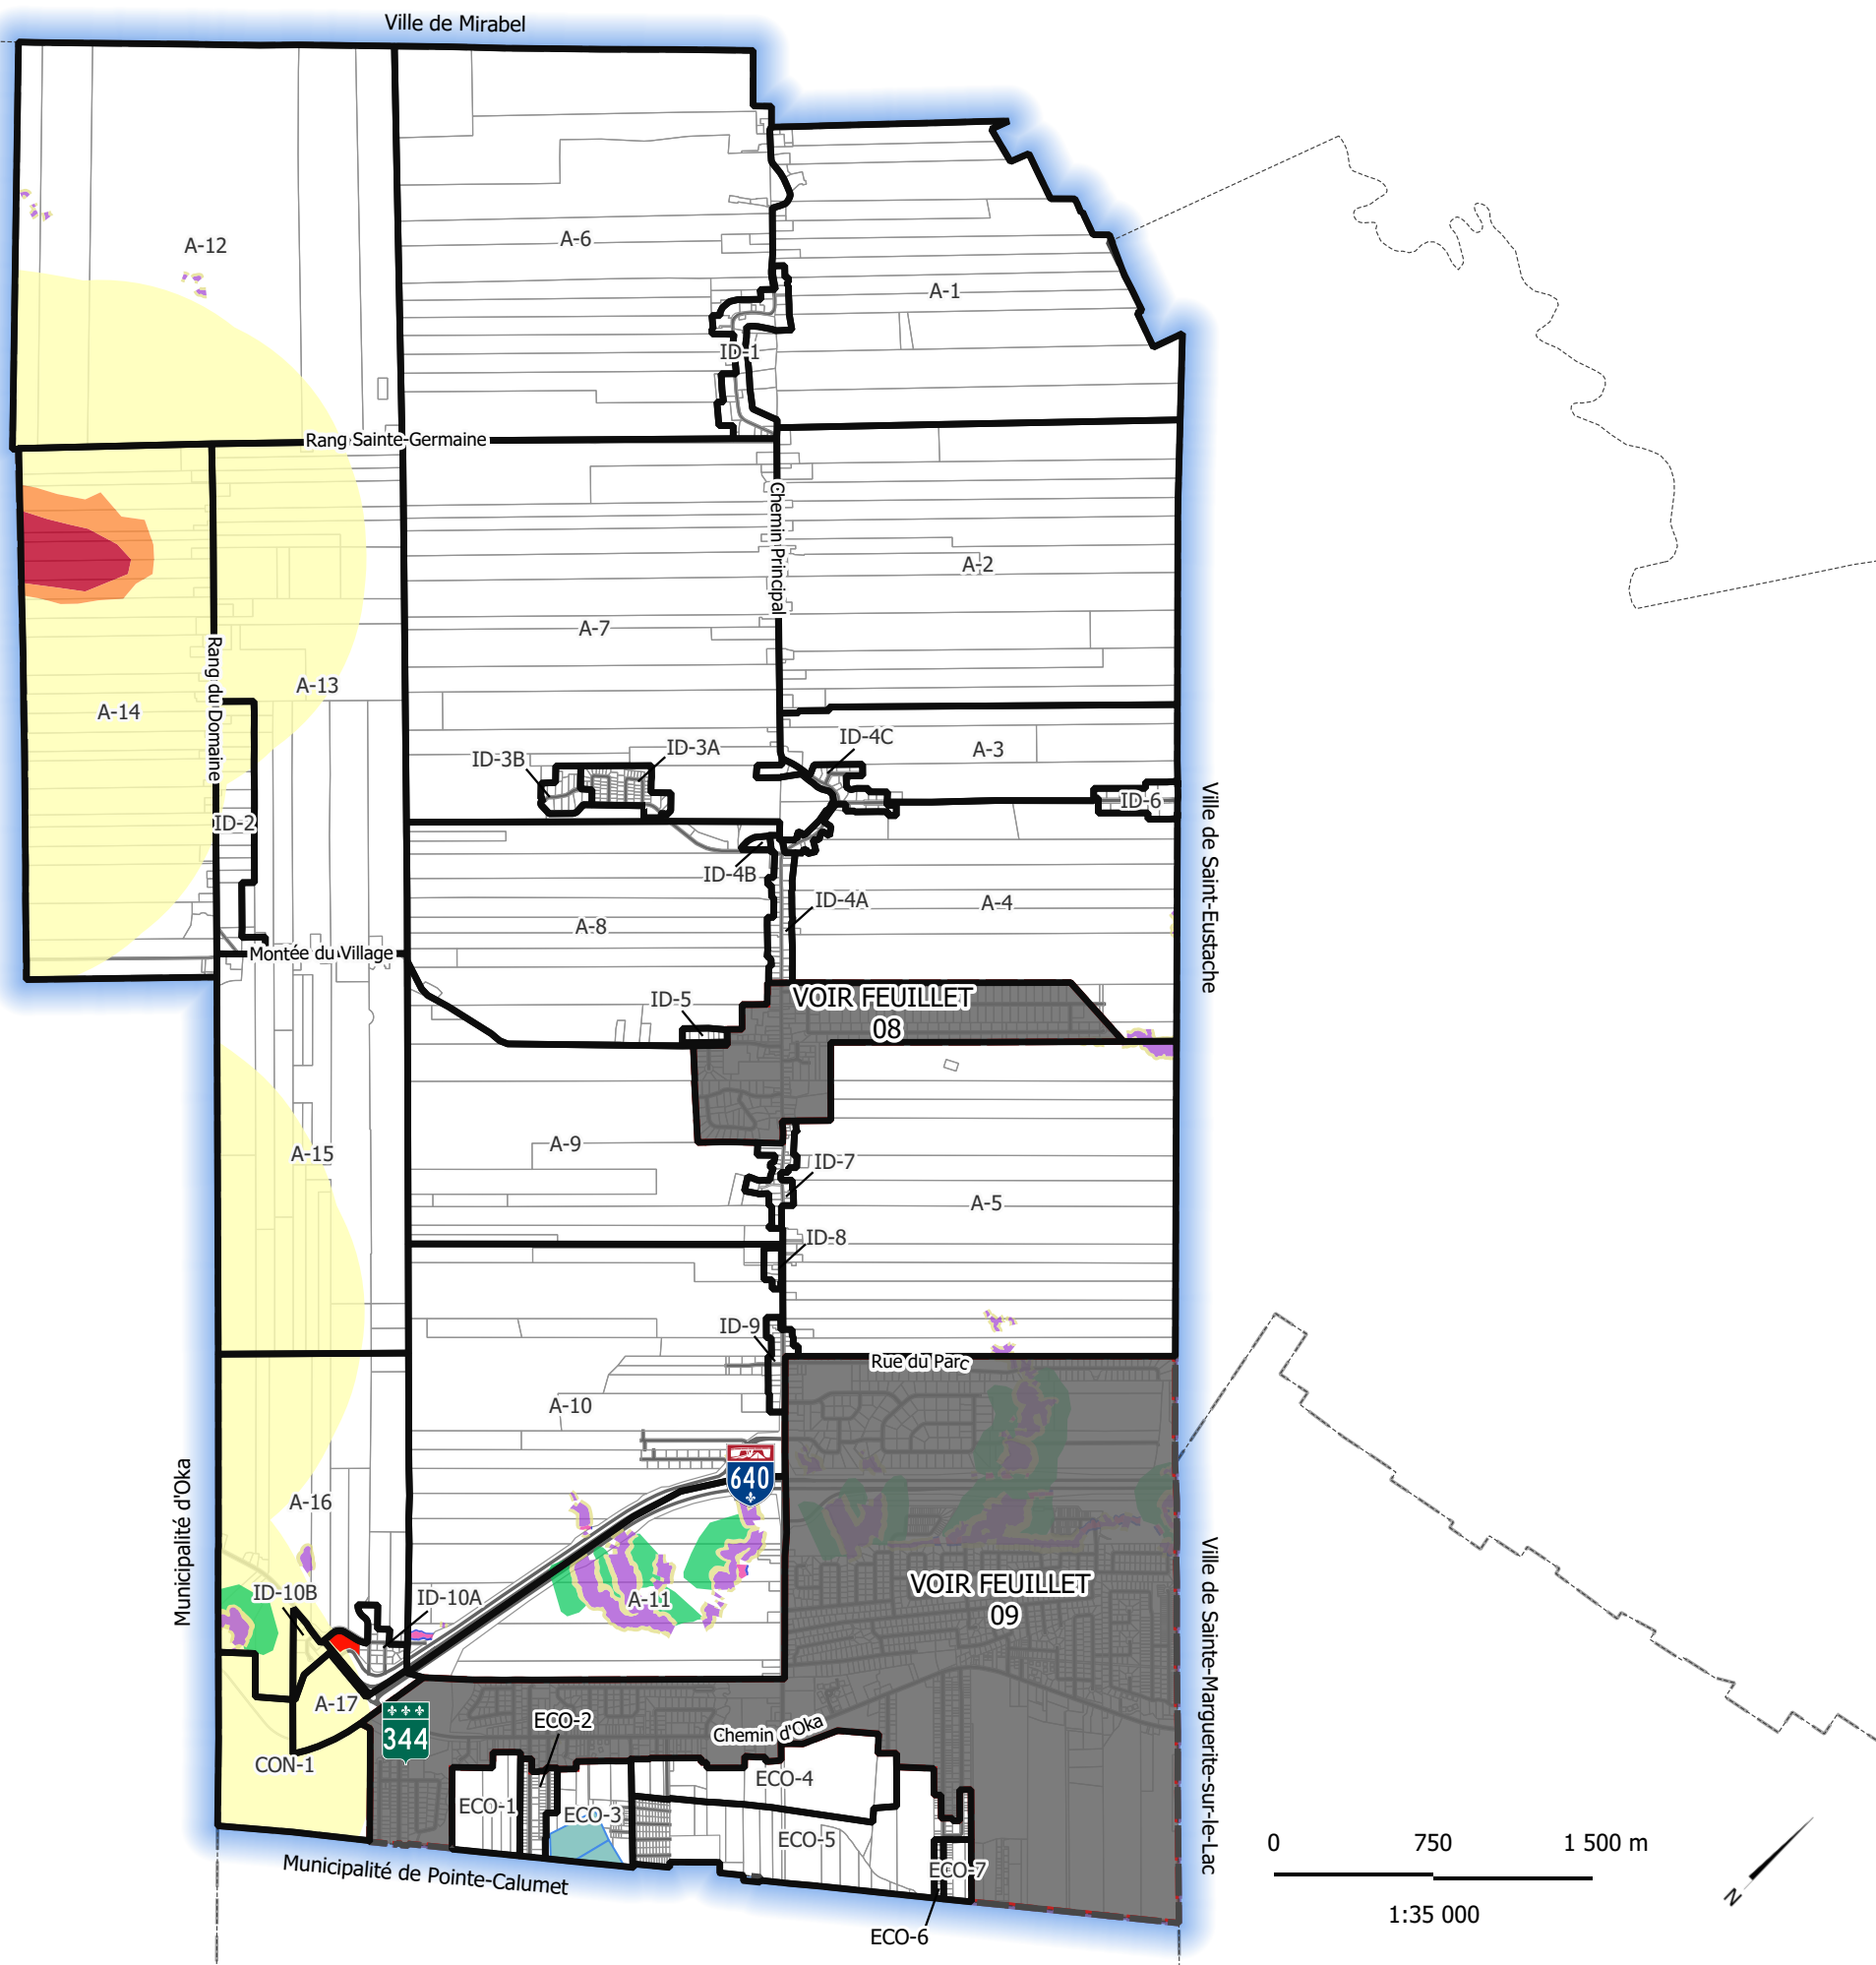 Ville de Mirabel
A-12
A-6
A-1
ID-1
Rang Sainte-Germaine
Chemin Principal
A-2
A-7
Rang du Domaine
A-13
A-14
ID-4C
ID-3A
ID-3B
A-3
ID-6
Ville de Saint-Eustache
ID-2
ID-4B
ID-4A
A-4
A-8
Montée du Village
ID-5
VOIR FEUILLET
08
A-9
A-15
ID-7
A-5
ID-8
ID-9
Rue du Parc
A-10
640
Municipalité d'Oka
A-16
ID-10B
ID-10A
A-11
VOIR FEUILLET
09
Ville de Sainte-Marguerite-sur-le-Lac
A-17
344
ECO-2
Chemin d'Oka
CON-1
ECO-4
ECO-1
ECO-3
ECO-5
ECO-7
Municipalité de Pointe-Calumet
ECO-6
0 750 1 500 m
1:35 000
N